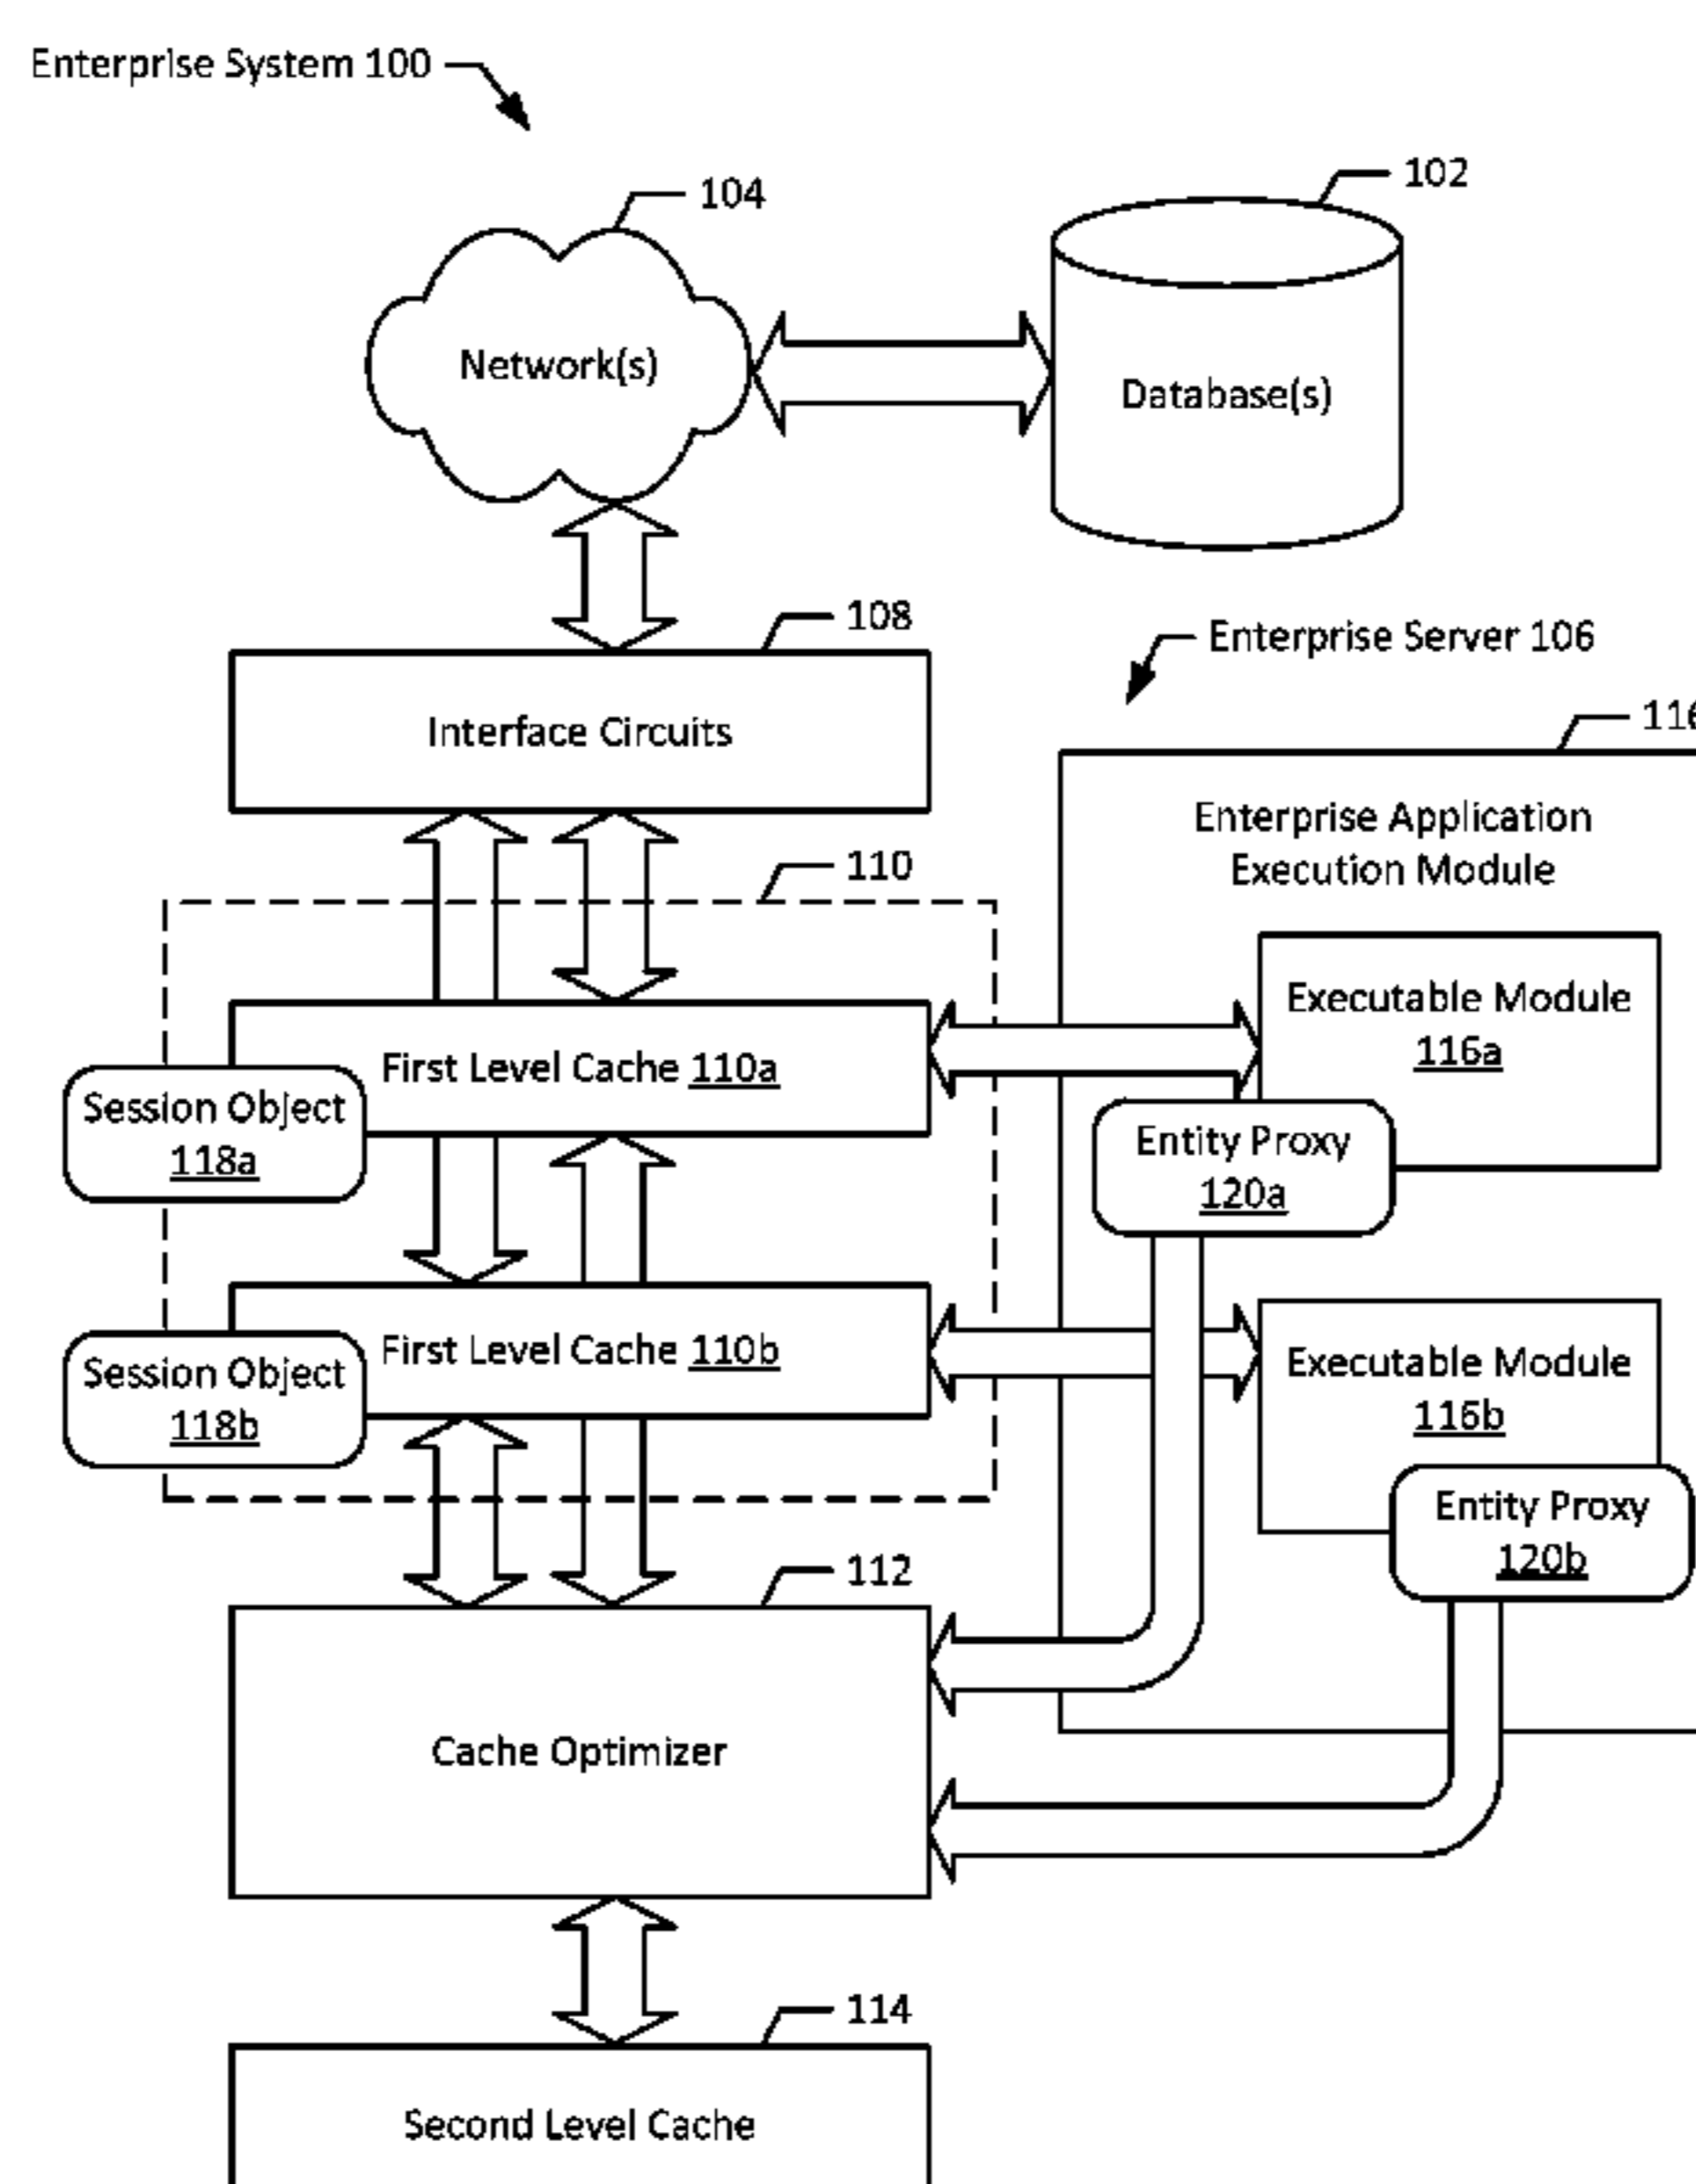 Enterprise System 100
102
104
Network(s)
Database(s)
108
Enterprise Server 106
Interface Circuits
116
Enterprise Application
Execution Module
110
Executable Module
116a
First Level Cache 110a
Session Object
118a
Entity Proxy
120a
First Level Cache 110b
Session Object
118b
Executable Module
116b
Entity Proxy
120b
112
Cache Optimizer
114
Second Level Cache